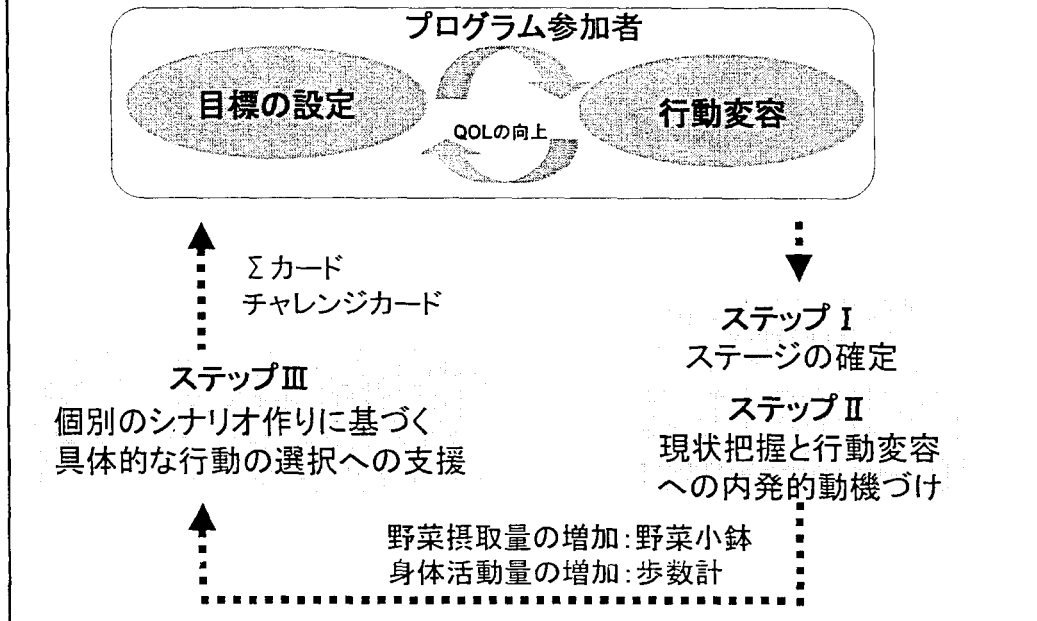 プログラム参加者
目標の設定
QOLの向上
行動変容
Σカード
チャレンジカード
ステップⅠ
ステージの確定
ステップⅡ
現状把握と行動変容
への内発的動機づけ
ステップⅢ
個別のシナリオ作りに基づく
具体的な行動の選択への支援
野菜摂取量の増加:野菜小鉢
身体活動量の増加:歩数計